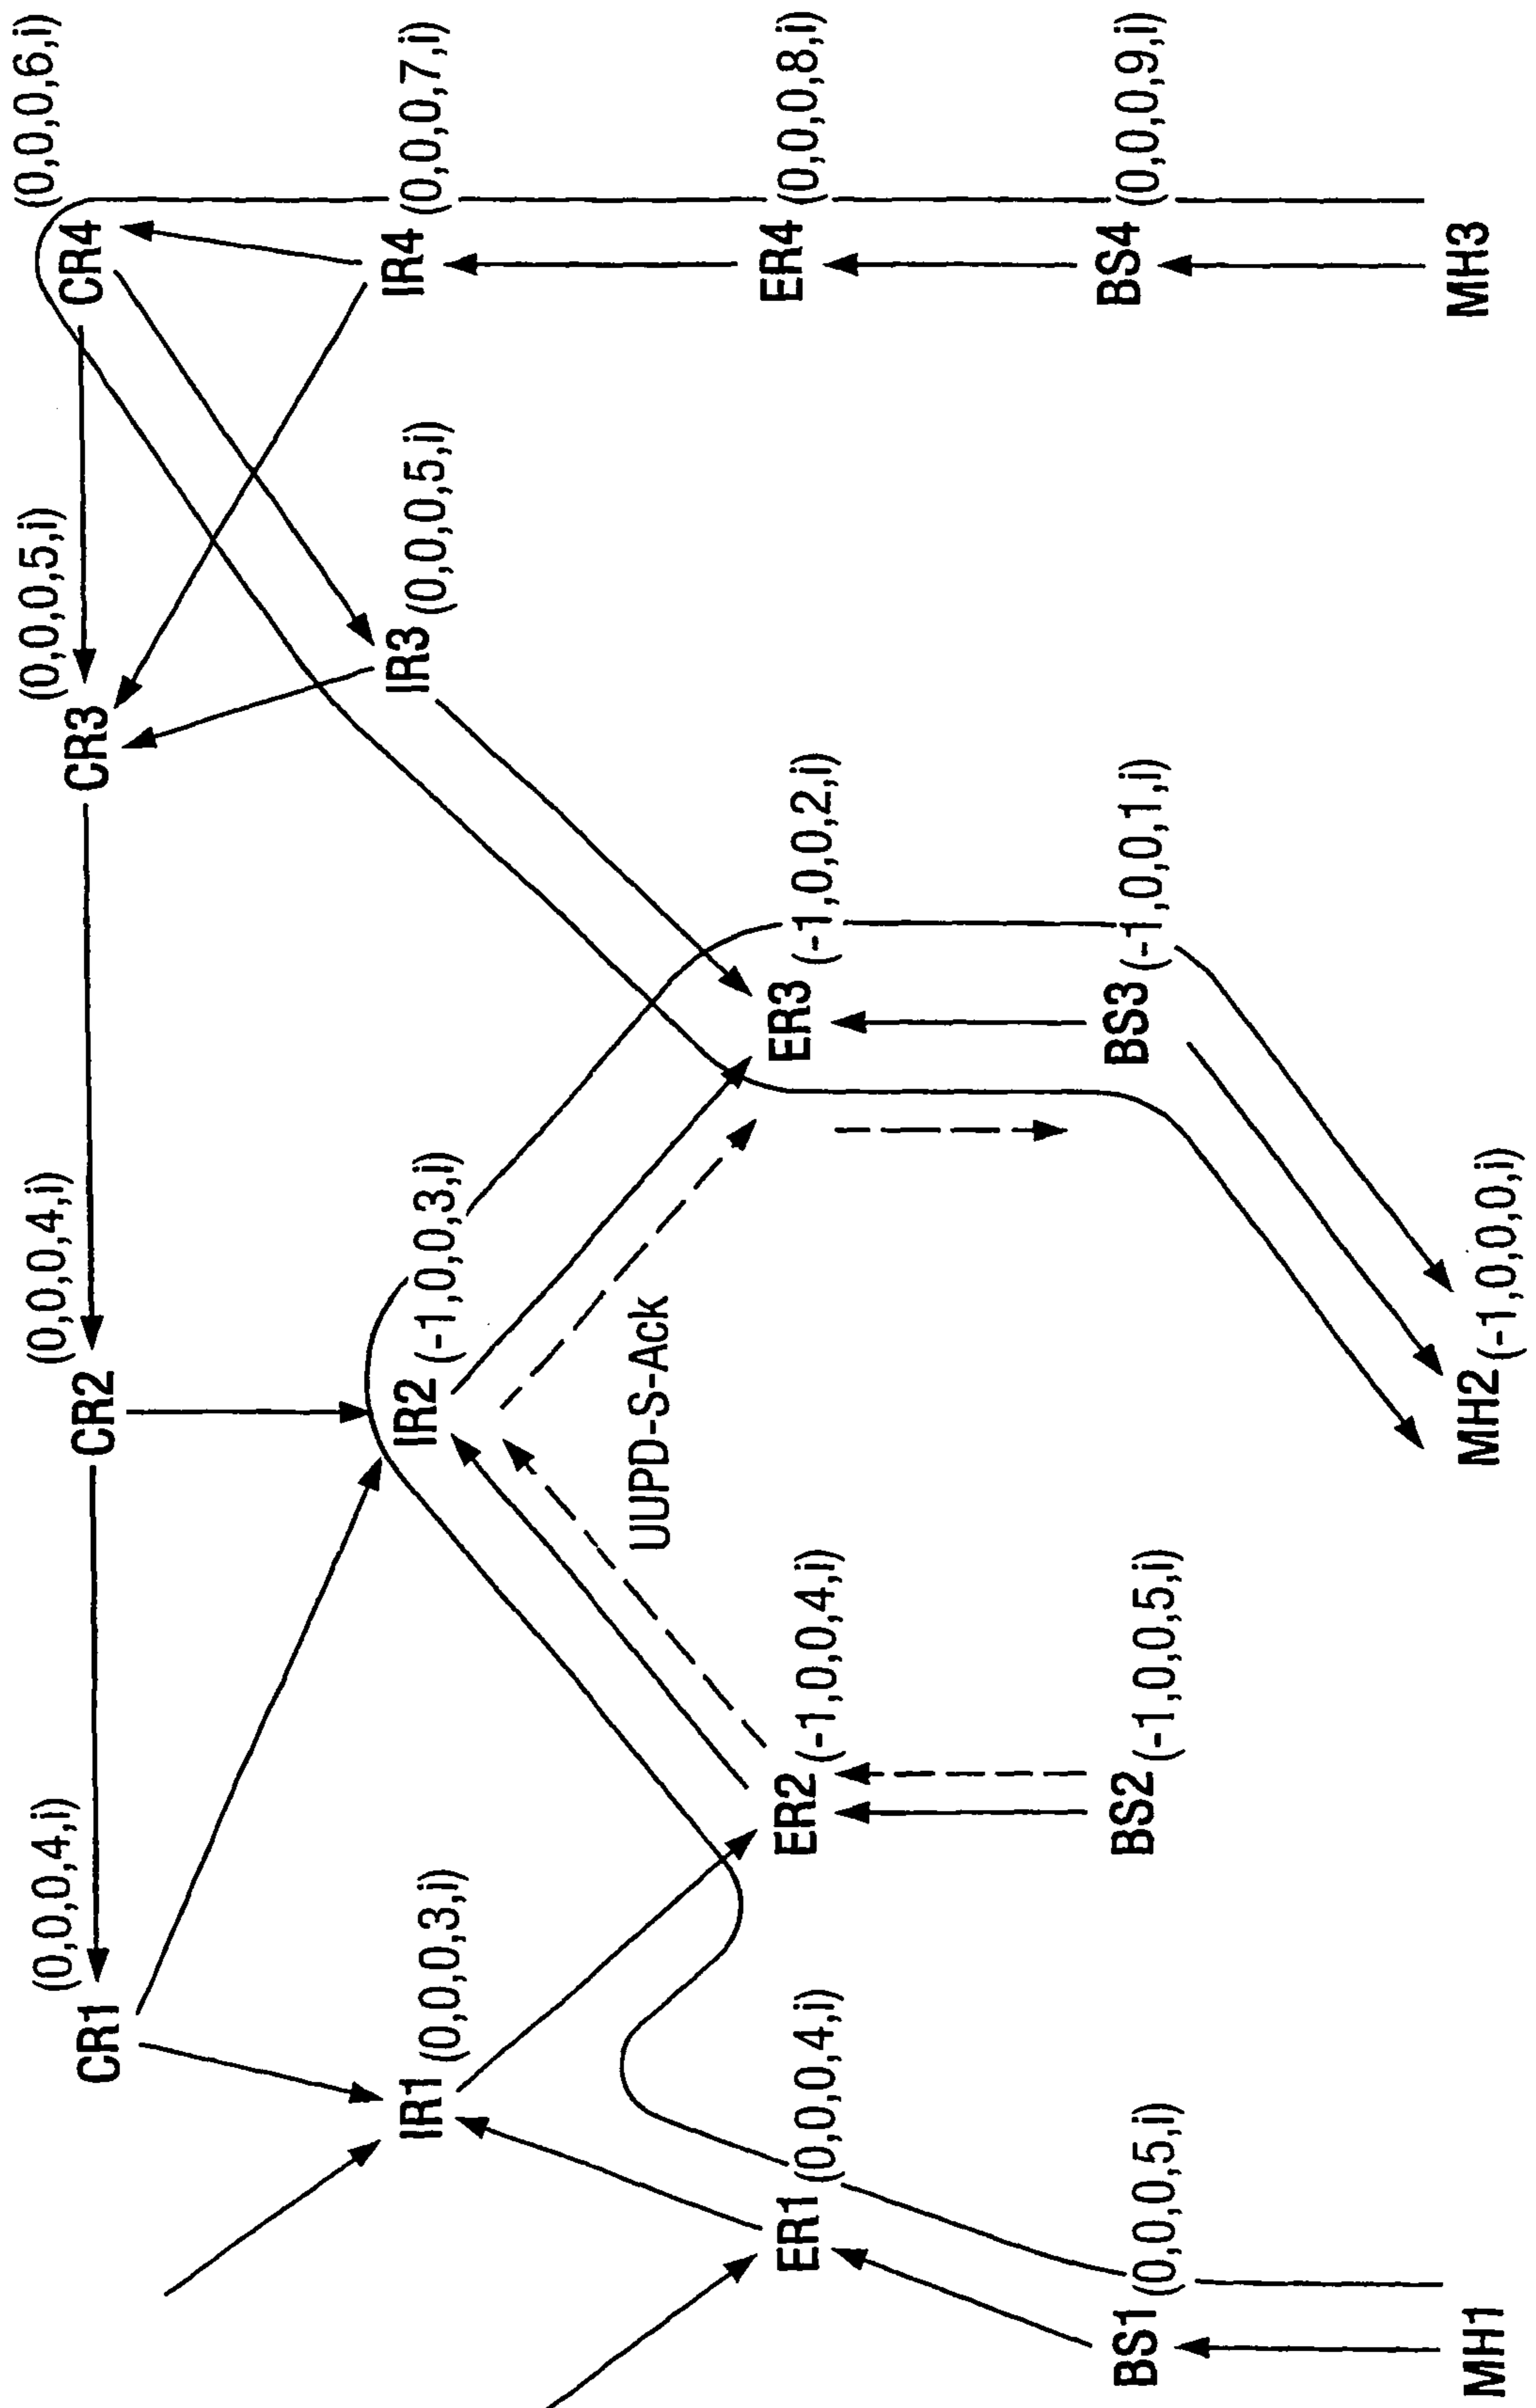 CR1 (0,0,0,4,i)
CR2 (0,0,0,4,i)
CR3 (0,0,0,5,i)
CR4 (0,0,0,6,i)
IR1 (0,0,0,3,i)
IR2 (-1,0,0,3,i)
IR3 (0,0,0,5,i)
IR4 (0,0,0,7,i)
UUPD-S-Ack
ER1 (0,0,0,4,i)
ER2 (-1,0,0,4,i)
ER3 (-1,0,0,2,i)
ER4 (0,0,0,8,i)
BS1 (0,0,0,5,i)
BS2 (-1,0,0,5,i)
BS3 (-1,0,0,1,i)
BS4 (0,0,0,9,i)
MH1
MH2 (-1,0,0,0,i)
MH3